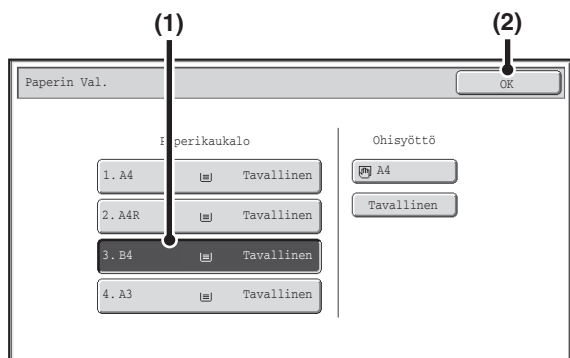 (1) (2)
Paperin Val. OK
Paperikaukalo Ohisyöttö
1. A4 Tavallinen A4
2. A4R Tavallinen Tavallinen
3. B4 Tavallinen
4. A3 Tavallinen